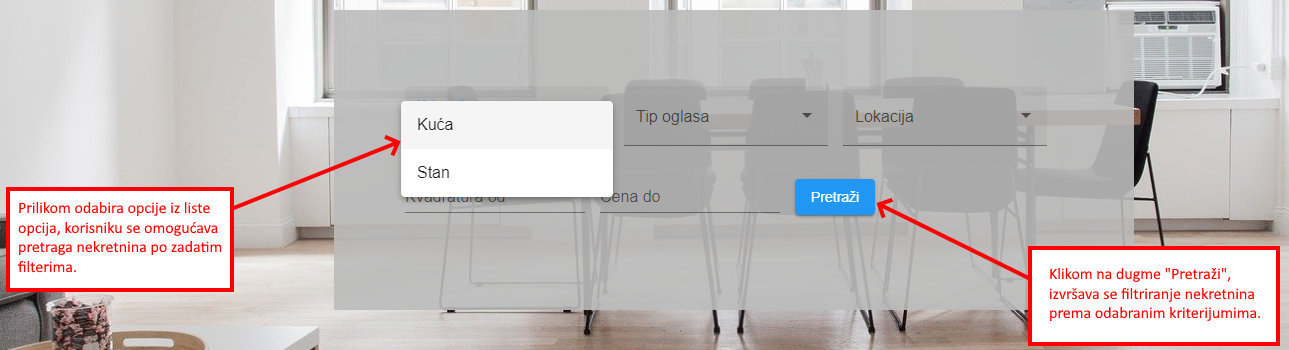 Kuća
Tip oglasa
Lokacija
Stan
Kvadratura od
Cena do
Pretraži
Prilikom odabira opcije iz liste
opcija, korisniku se omogućava
pretraga nekretnina po zadatim
filterima.
Klikom na dugme "Pretraži",
izvršava se filtriranje nekretnina
prema odabranim kriterijumima.